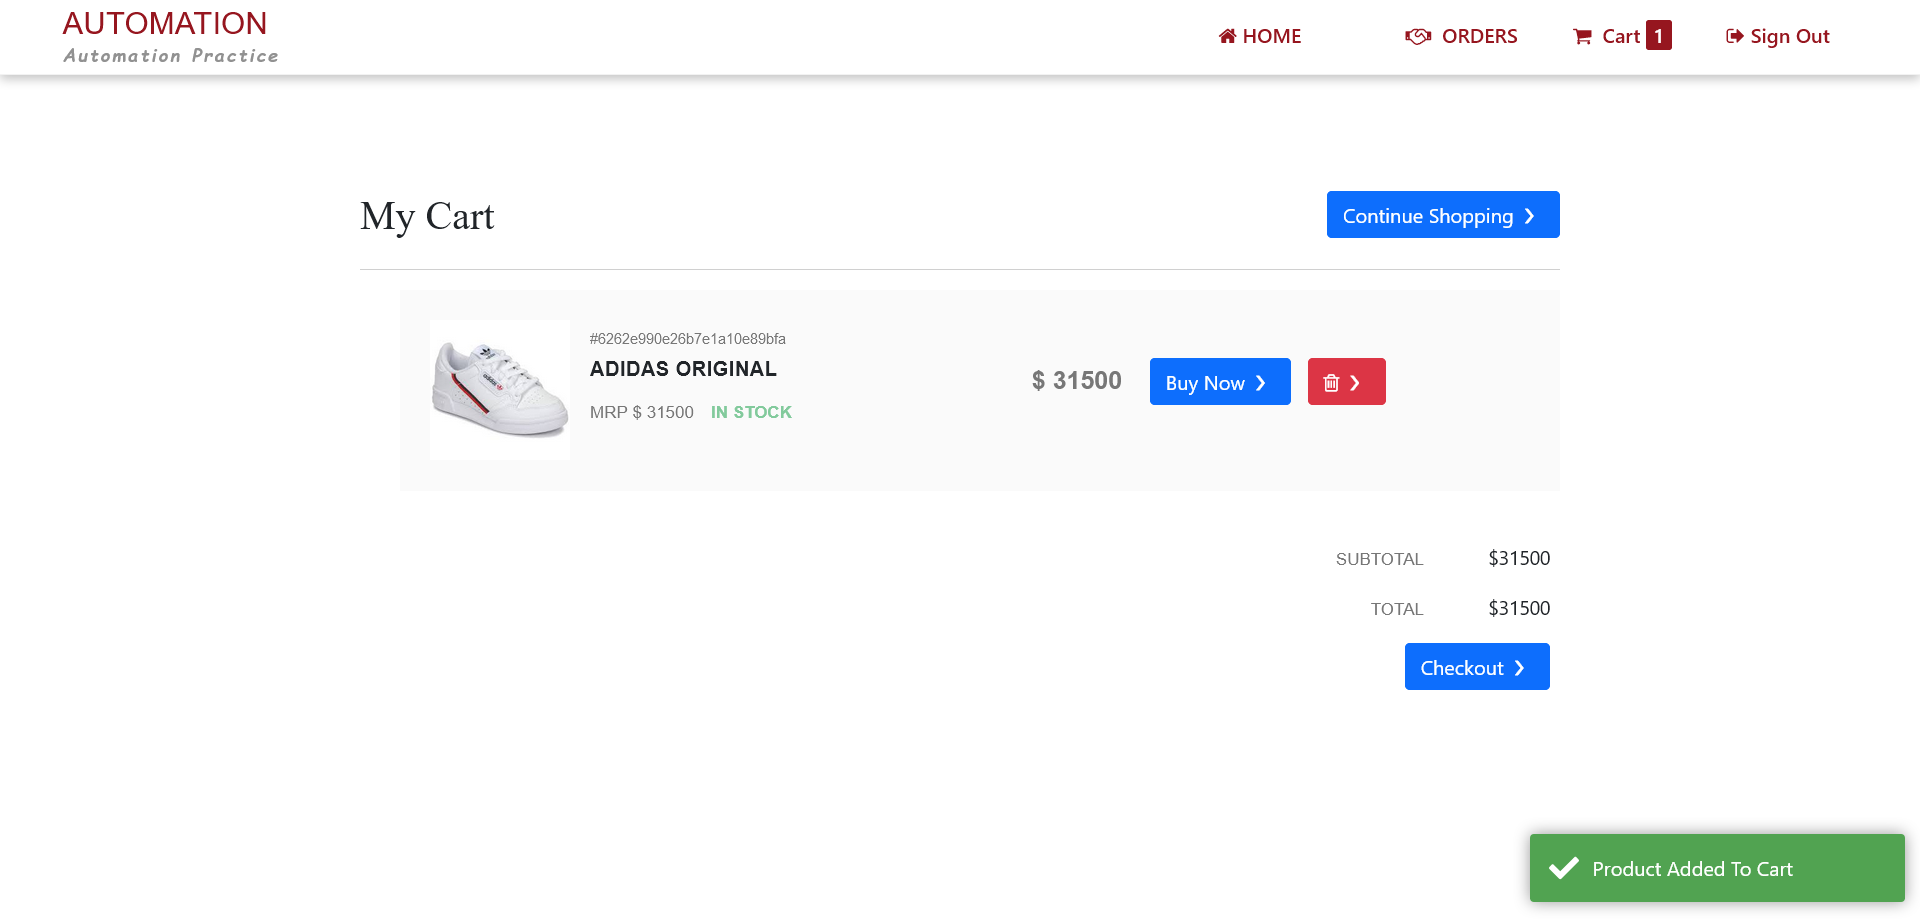 AUTOMATION
Automation Practice
HOME
ORDERS
Cart 1
Sign Out
My Cart
Continue Shopping
#6262e990e26b7e1a10e89bfa
ADIDAS ORIGINAL
MRP $ 31500 IN STOCK
$ 31500
Buy Now
adidas
SUBTOTAL $31500
TOTAL $31500
Checkout
Product Added To Cart